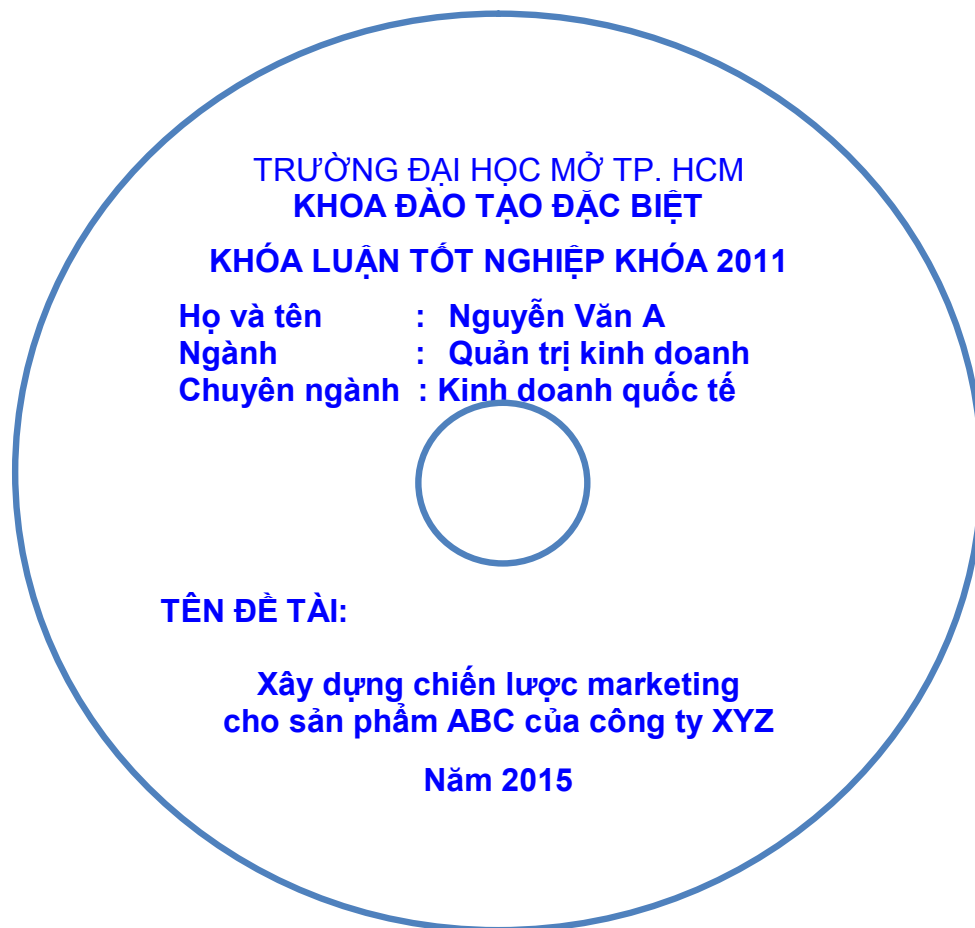 TRƯỜNG ĐẠI HỌC MỞ TP. HCM
KHOA ĐÀO TẠO ĐẶC BIỆT
KHÓA LUẬN TỐT NGHIỆP KHÓA 2011
Họ và tên : Nguyễn Văn A
Ngành : Quản trị kinh doanh
Chuyên ngành : Kinh doanh quốc tế
TÊN ĐỀ TÀI:
Xây dựng chiến lược marketing
cho sản phẩm ABC của công ty XYZ
Năm 2015